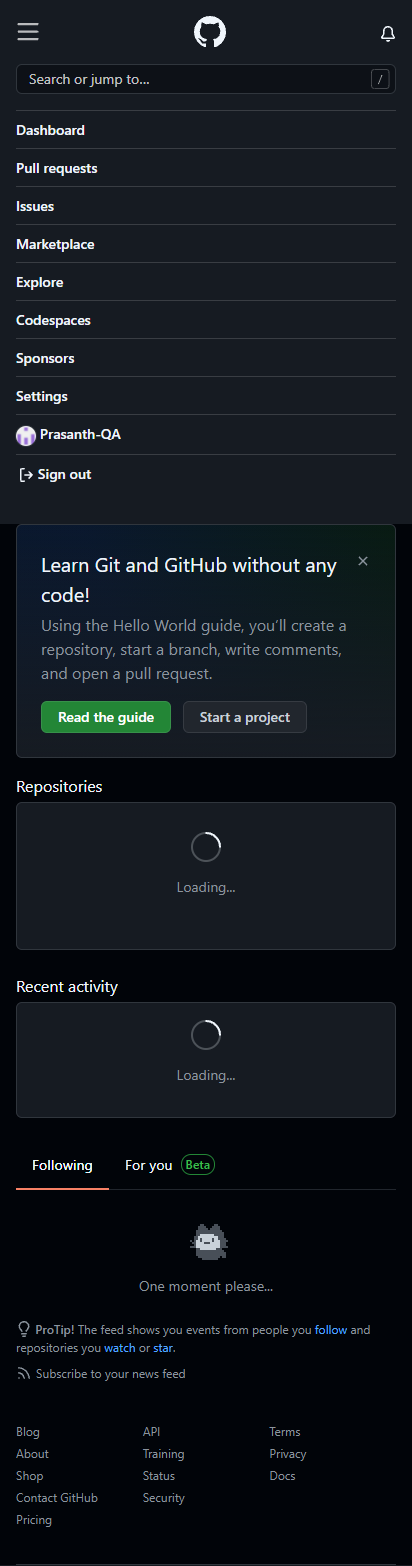 Search or jump to...
/
Dashboard
Pull requests
Issues
Marketplace
Explore
Codespaces
Sponsors
Settings
Prasanth-QA
Sign out
Learn Git and GitHub without any
code!
Using the Hello World guide, you’ll create a
repository, start a branch, write comments,
and open a pull request.
Read the guide
Start a project
Repositories
Loading...
Recent activity
Loading...
Following
For you Beta
One moment please...
ProTip! The feed shows you events from people you follow and
repositories you watch or star.
Subscribe to your news feed
Blog
About
Shop
Contact GitHub
Pricing
API
Training
Status
Security
Terms
Privacy
Docs